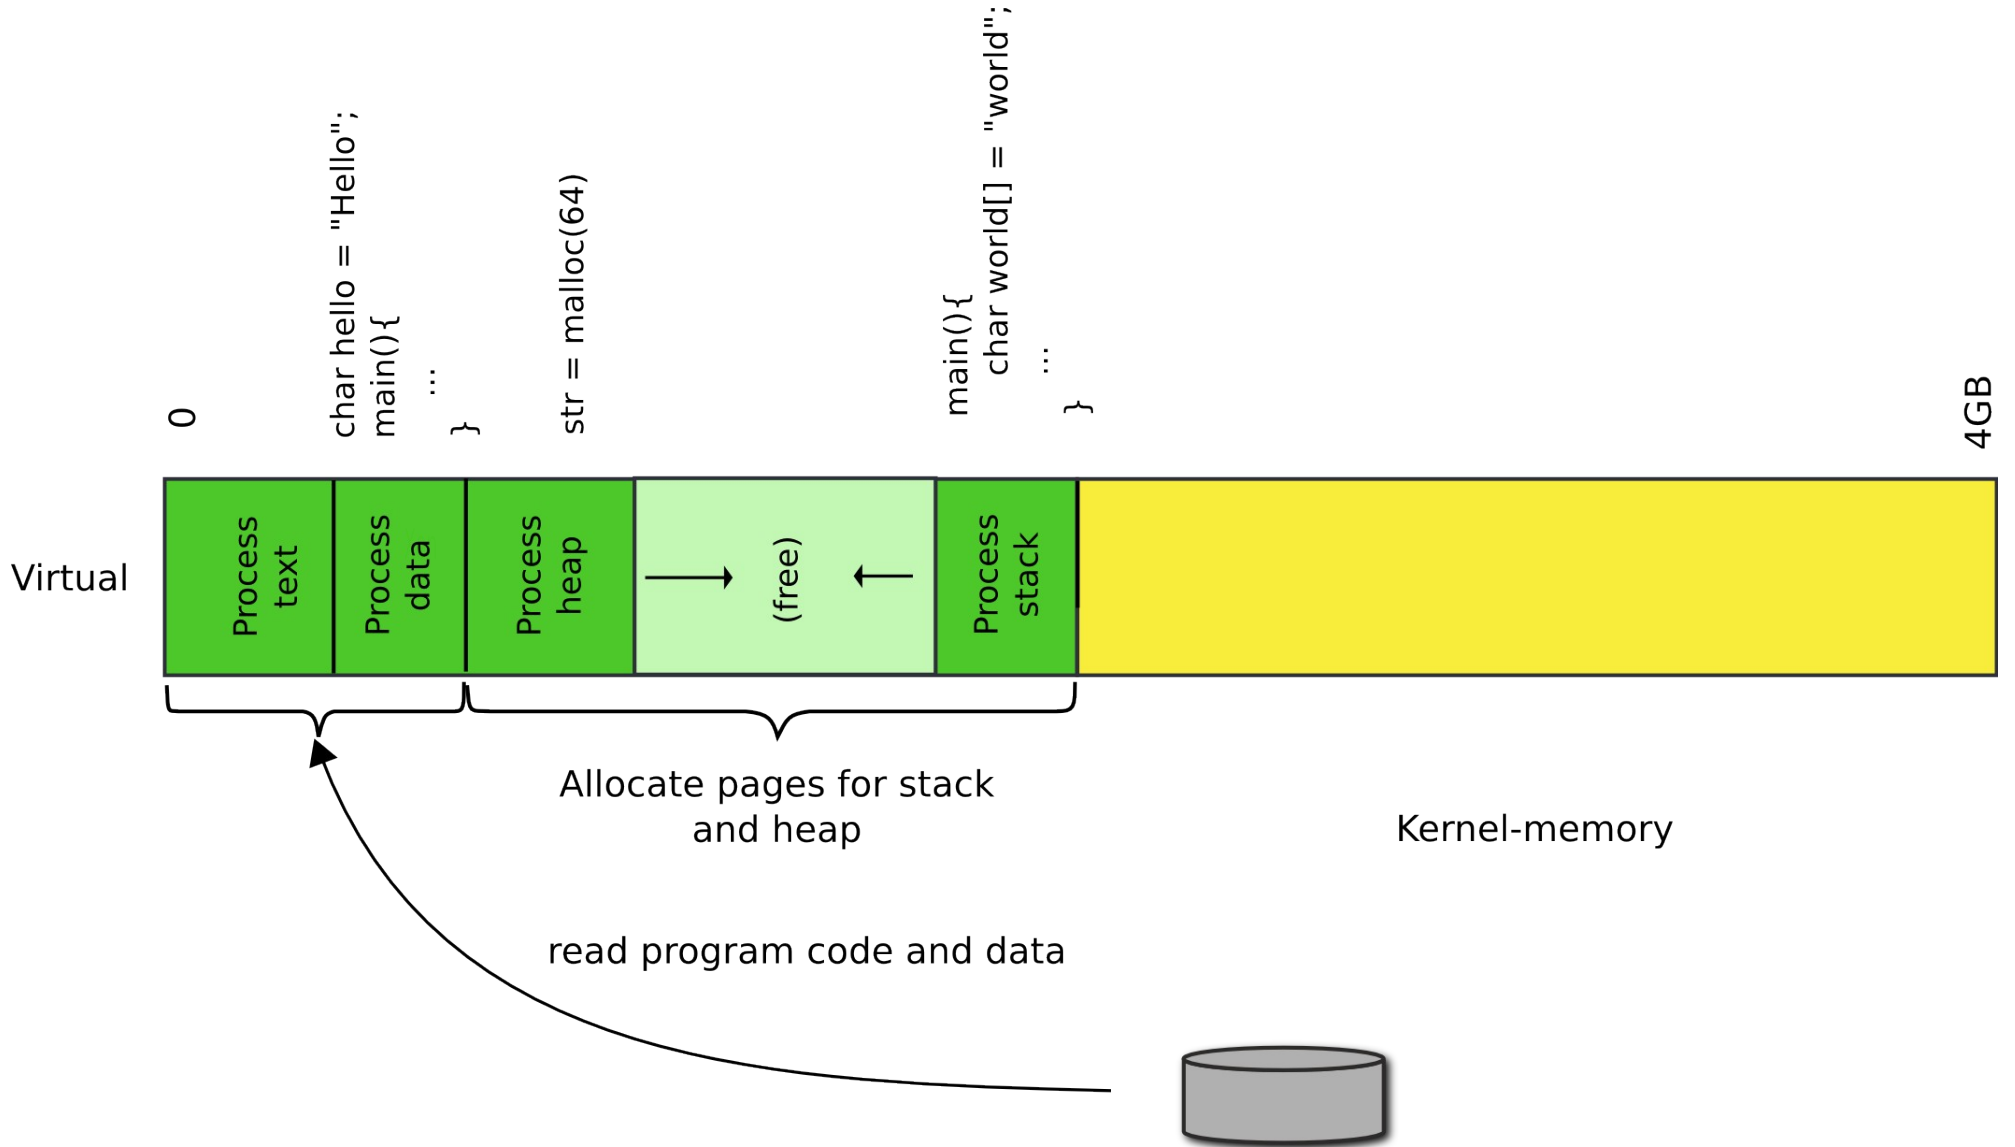 0
char hello = "Hello";
main(){
...
}
str = malloc(64)
main(){
char world[] = "world";
...
}
4GB
Virtual
Process
text
Process
data
Process
heap
(free)
Process
stack
Allocate pages for stack
and heap
Kernel-memory
read program code and data